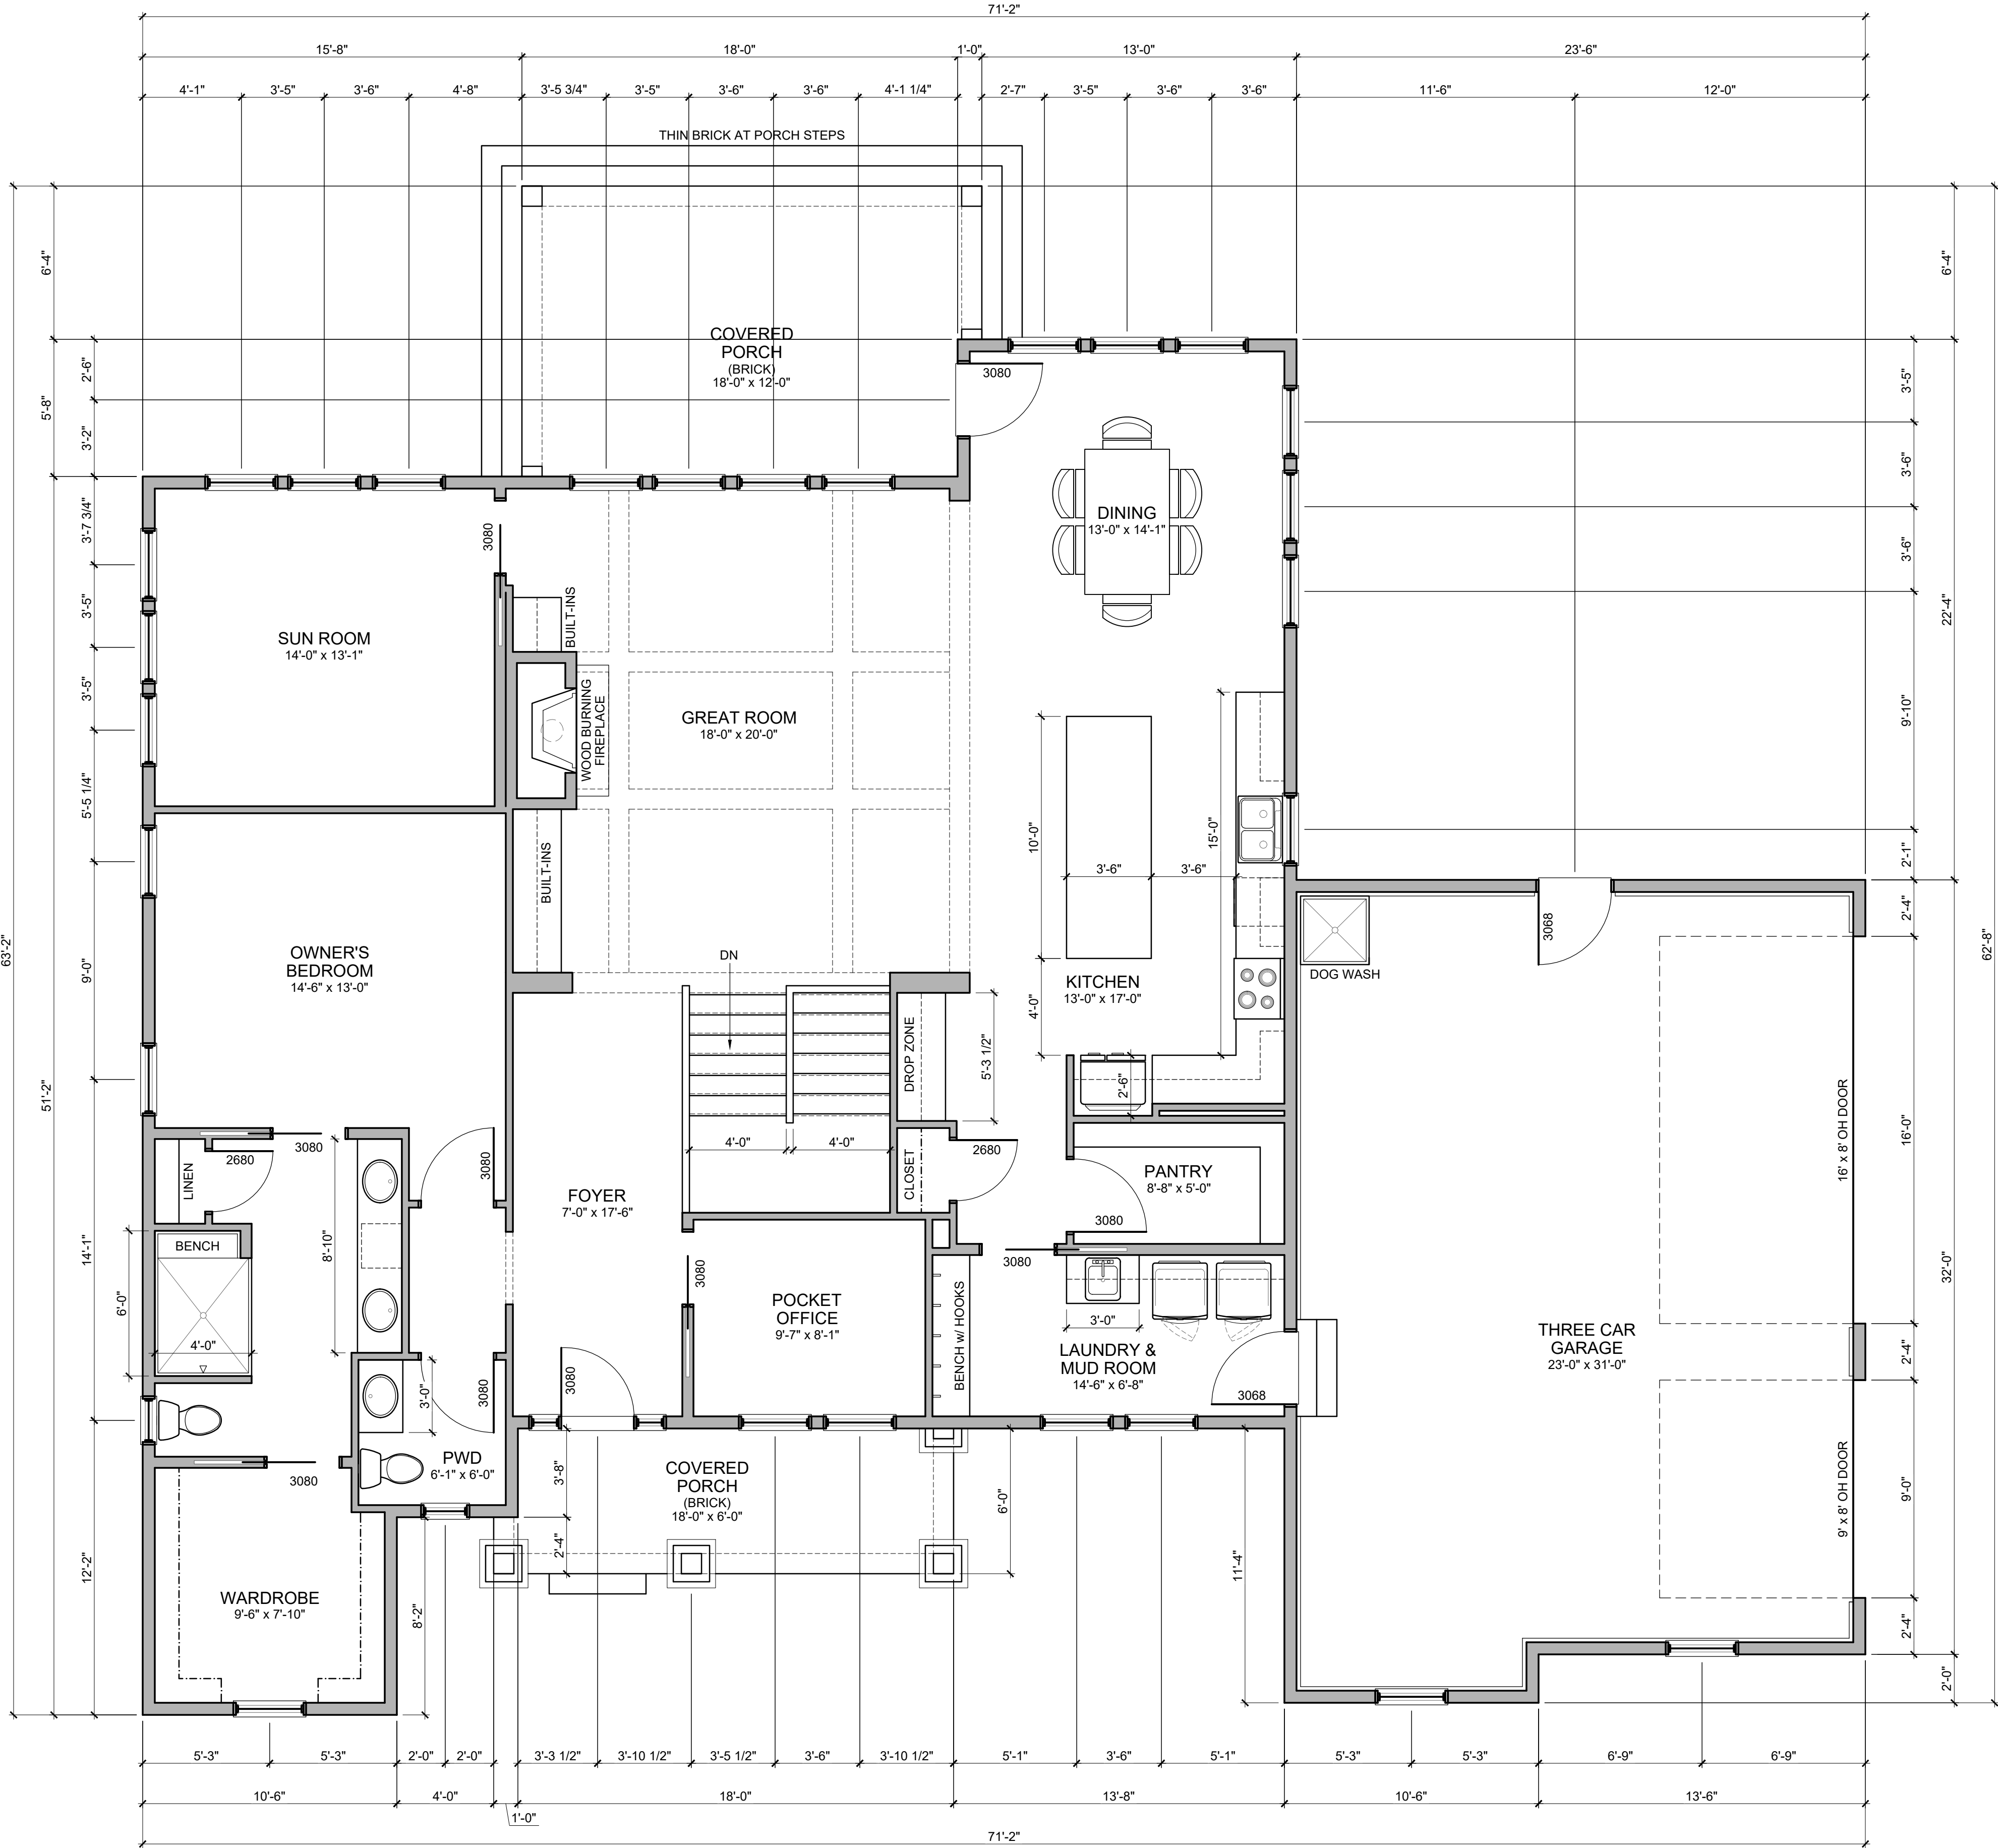 71'-2"
15'-8"
18'-0"
1'-0"
13'-0"
23'-6"
4'-1"
3'-5"
3'-6"
4'-8"
3'-5 3/4"
3'-5"
3'-6"
3'-6"
4'-1 1/4"
2'-7"
3'-5"
3'-6"
3'-6"
11'-6"
12'-0"
THIN BRICK AT PORCH STEPS
63'-2"
6'-4"
5'-8"
51'-2"
2'-6"
3'-2"
3'-7 3/4"
3'-5"
3'-5"
5'-5 1/4"
9'-0"
14'-1"
12'-2"
COVERED
PORCH
(BRICK)
18'-0" x 12'-0"
3080
DINING
13'-0" x 14'-1"
3080
SUN ROOM
14'-0" x 13'-1"
BUILT-INS
WOOD BURNING
FIREPLACE
GREAT ROOM
18'-0" x 20'-0"
BUILT-INS
10'-0"
15'-0"
3'-6"
3'-6"
4'-0"
KITCHEN
13'-0" x 17'-0"
2'-6"
OWNER'S
BEDROOM
14'-6" x 13'-0"
DN
4'-0"
4'-0"
DROP ZONE
5'-3 1/2"
CLOSET
2680
PANTRY
8'-8" x 5'-0"
3080
3080
LINEN
2680
3080
3080
8'-10"
BENCH
6'-0"
4'-0"
FOYER
7'-0" x 17'-6"
3080
POCKET
OFFICE
9'-7" x 8'-1"
BENCH w/ HOOKS
3'-0"
LAUNDRY &
MUD ROOM
14'-6" x 6'-8"
3068
3080
3080
3'-0"
PWD
6'-1" x 6'-0"
3080
WARDROBE
9'-6" x 7'-10"
8'-2"
COVERED
PORCH
(BRICK)
18'-0" x 6'-0"
3'-8"
2'-4"
6'-0"
11'-4"
DOG WASH
3068
THREE CAR
GARAGE
23'-0" x 31'-0"
16' x 8' OH DOOR
9' x 8' OH DOOR
3'-5"
3'-6"
3'-6"
9'-10"
2'-1"
2'-4"
16'-0"
2'-4"
9'-0"
2'-4"
6'-4"
22'-4"
32'-0"
2'-0"
62'-8"
5'-3"
5'-3"
2'-0"
2'-0"
3'-3 1/2"
3'-10 1/2"
3'-5 1/2"
3'-6"
3'-10 1/2"
5'-1"
3'-6"
5'-1"
5'-3"
5'-3"
6'-9"
6'-9"
10'-6"
4'-0"
1'-0"
18'-0"
13'-8"
10'-6"
13'-6"
71'-2"